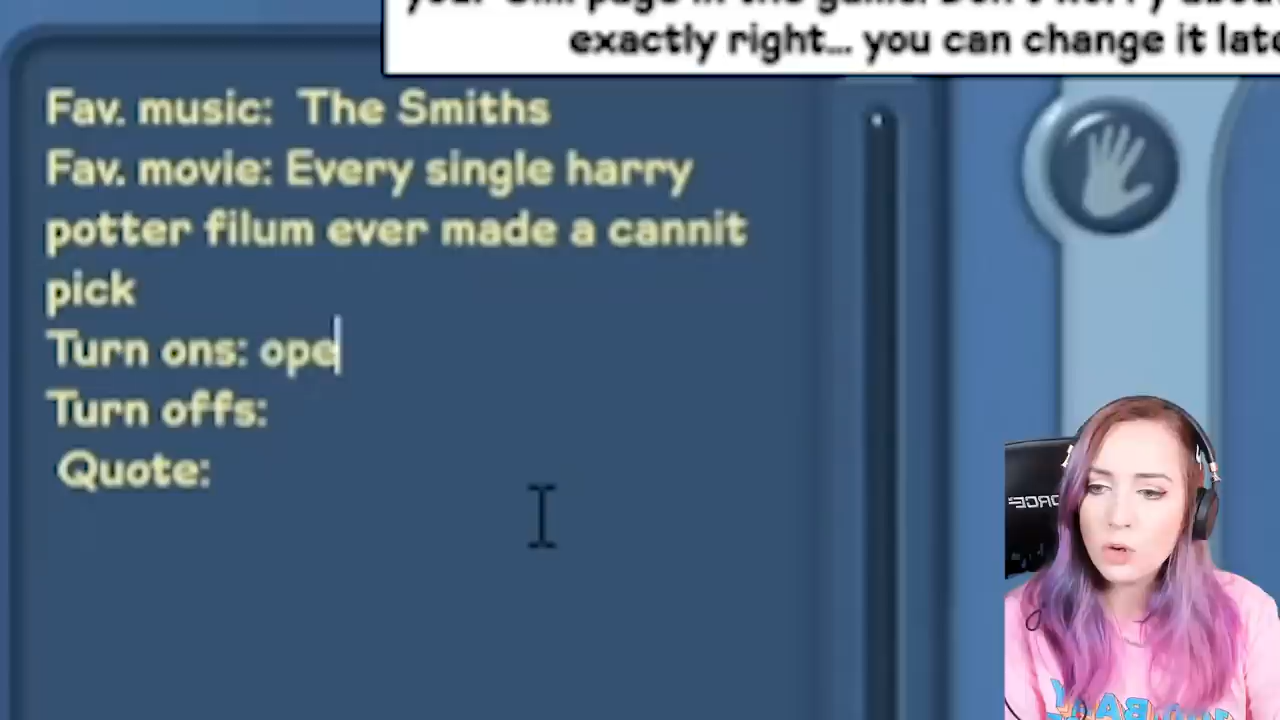 exactly right... you can change it late
Fav. music: The Smiths
Fav. movie: Every single harry
potter filum ever made a cannit
pick
Turn ons: ope
Turn offs:
Quote: